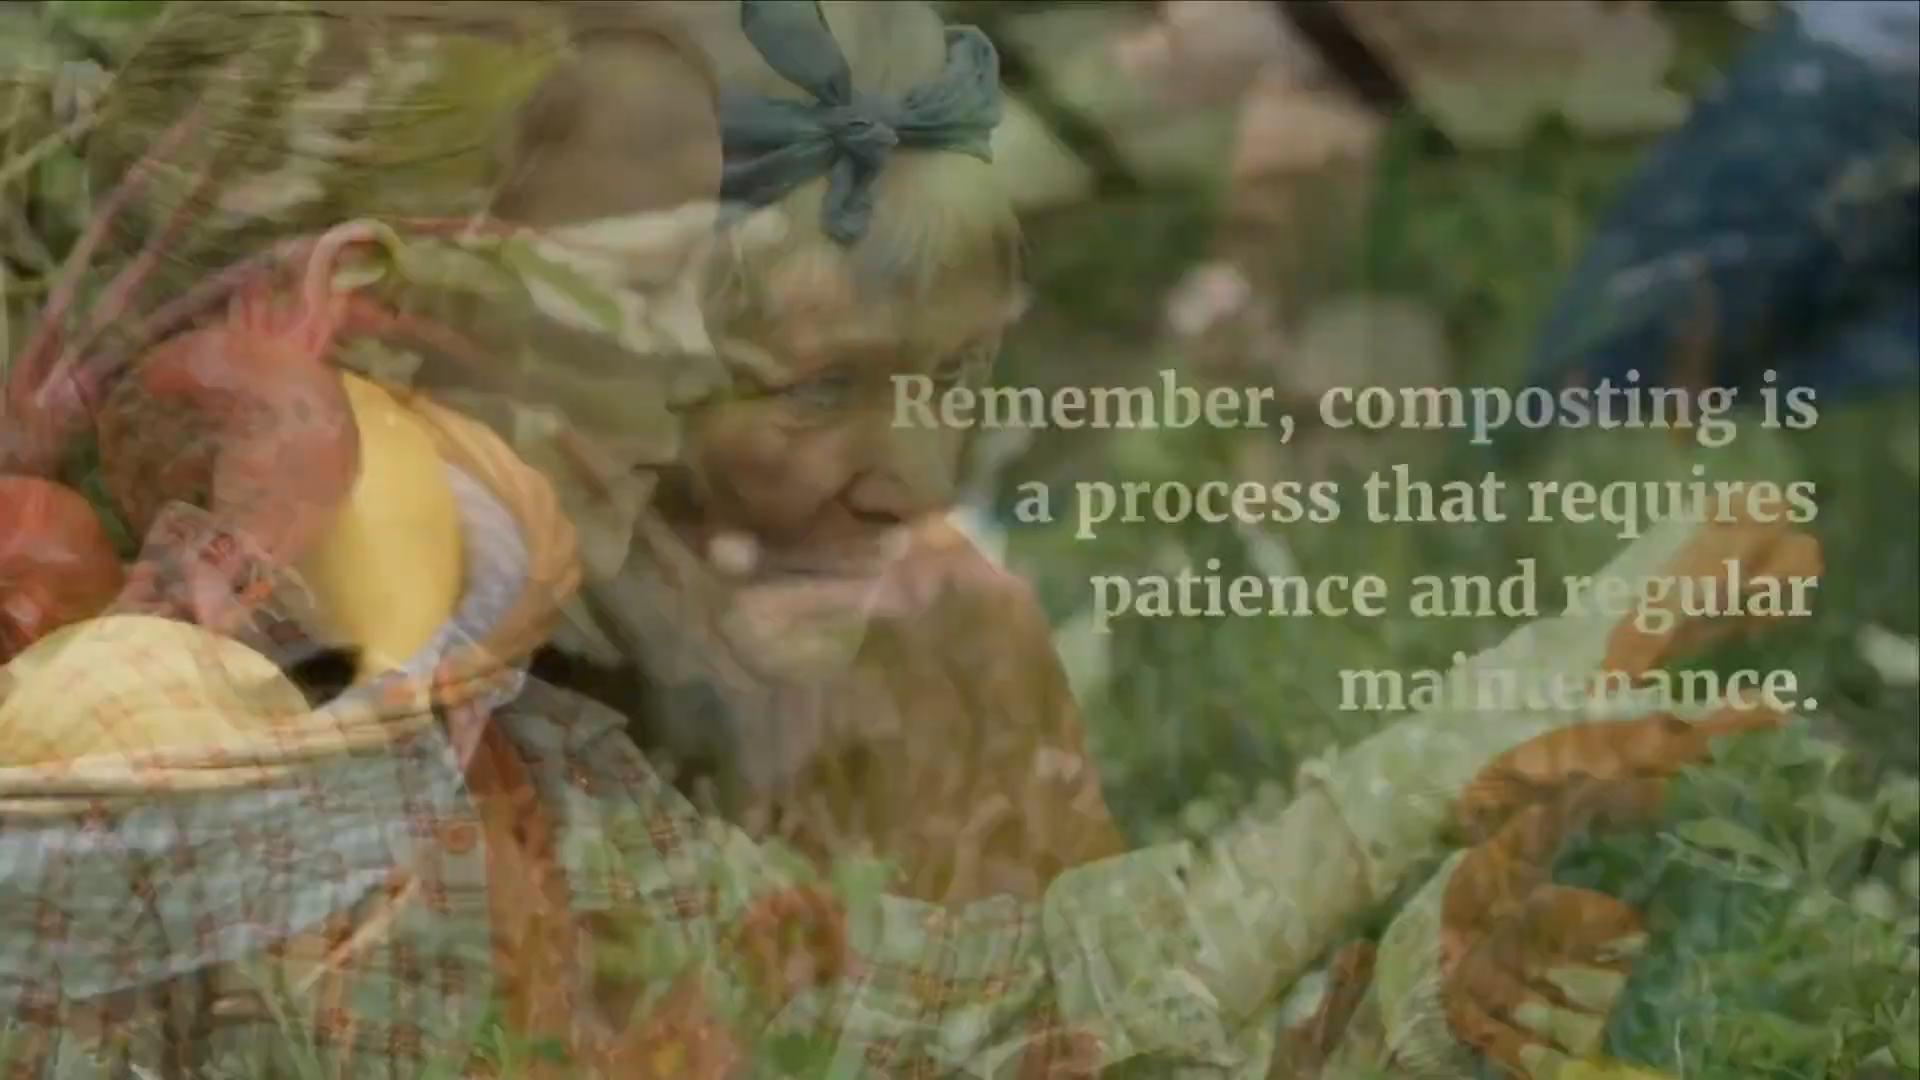 Remember, composting is
a process that requires
patience and regular
maintenance.